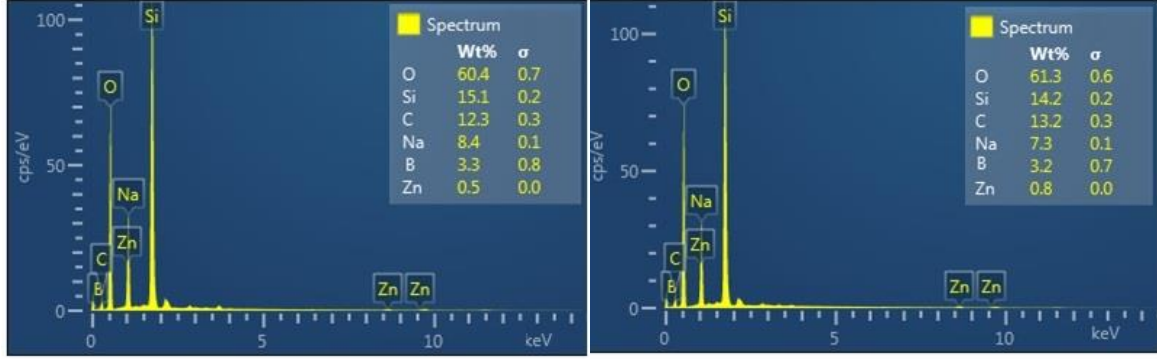 100
Si
Spectrum
Wt% σ
O 60.4 0.7
Si 15.1 0.2
C 12.3 0.3
Na 8.4 0.1
B 3.3 0.8
Zn 0.5 0.0
O
cps/eV
50
Na
Zn
C
B
Zn Zn
0
0 5 10 keV
Si
100
Spectrum
Wt% σ
O 61.3 0.6
Si 14.2 0.2
C 13.2 0.3
Na 7.3 0.1
B 3.2 0.7
Zn 0.8 0.0
O
cps/eV
50
Na
Zn
C
B
Zn Zn
0
0 5 10 keV